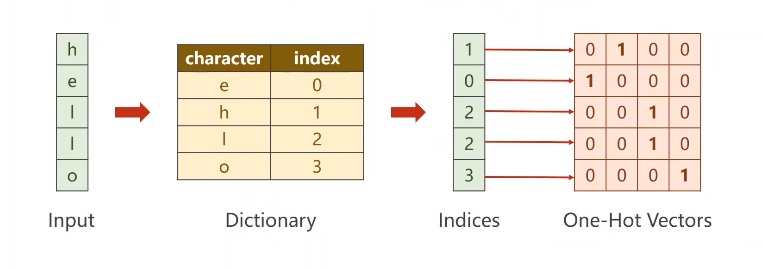 h
e
l
l
o
Input
character index
e 0
h 1
l 2
o 3
Dictionary
1
0
2
2
3
Indices
0 1 0 0
1 0 0 0
0 0 1 0
0 0 1 0
0 0 0 1
One-Hot Vectors